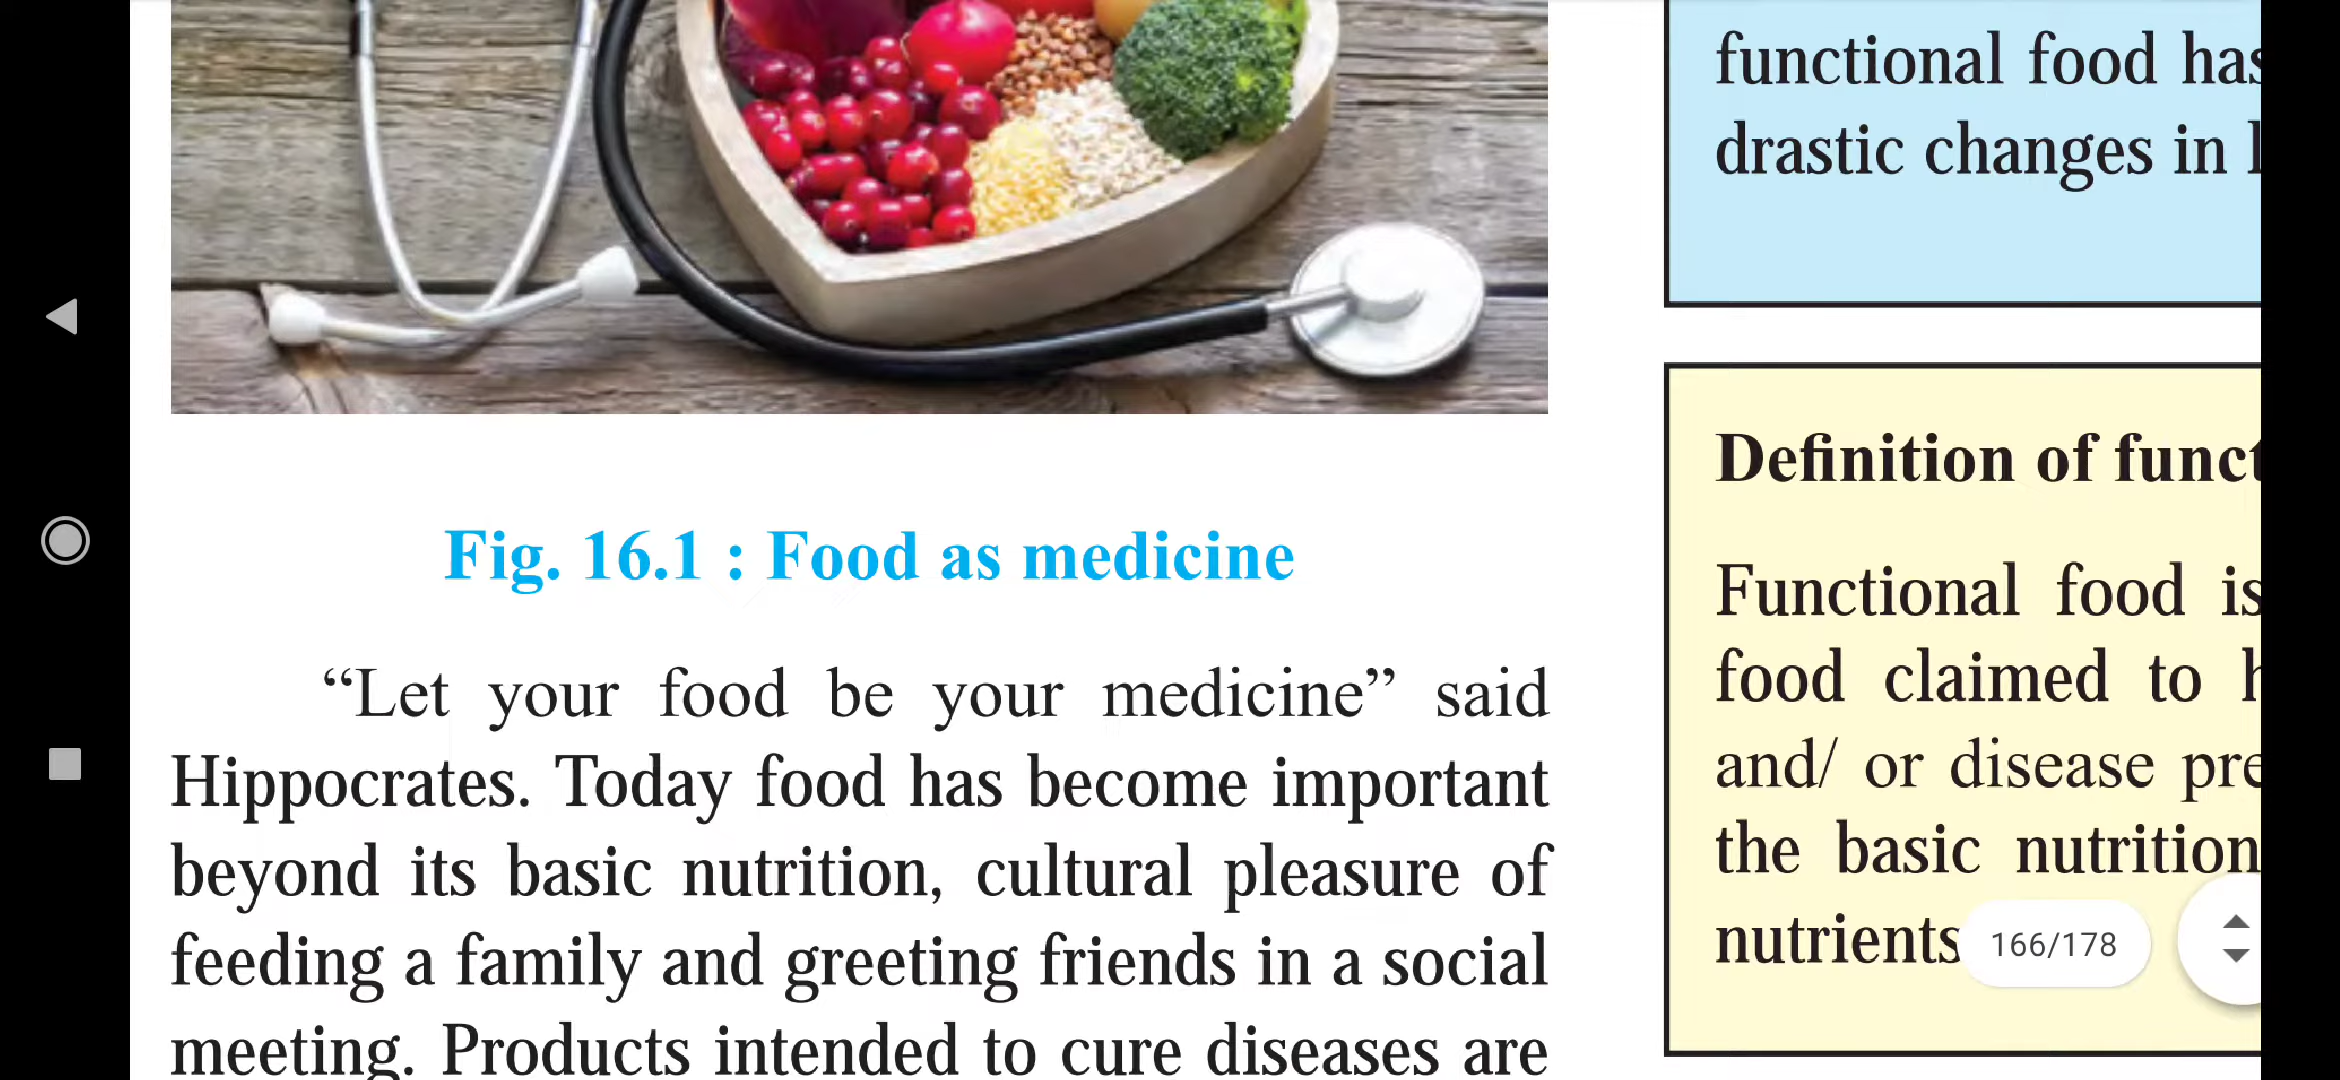 Fig. 16.1 : Food as medicine
“Let your food be your medicine” said
Hippocrates. Today food has become important
beyond its basic nutrition, cultural pleasure of
feeding a family and greeting friends in a social
meeting. Products intended to cure diseases are
functional food has
drastic changes in
Definition of
Functional food is
food claimed to
and/ or disease
the basic nutrition
nutrients
166/178